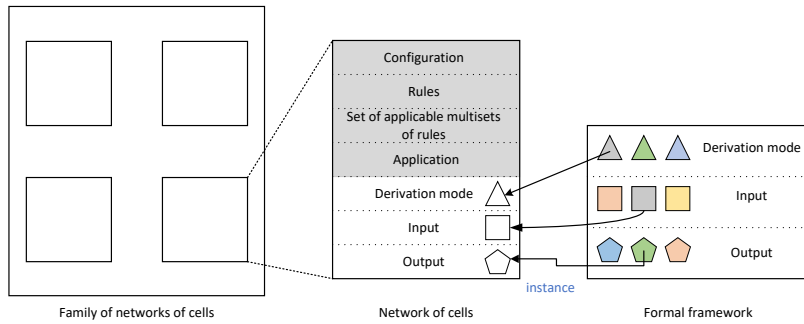 Configuration
Rules
Set of applicable multisets
of rules
Application
Derivation mode
Input
Output
Derivation mode
Input
Output
instance
Family of networks of cells
Network of cells
Formal framework